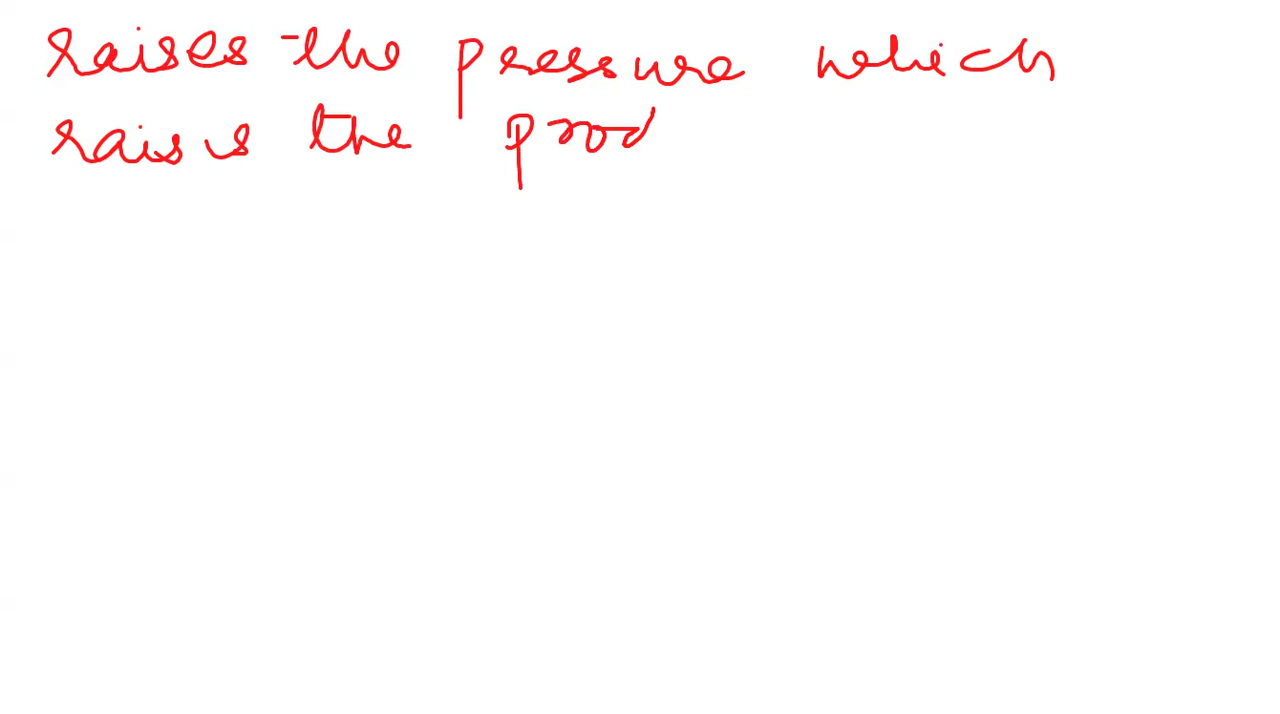 raises the pressure which
raises the prod